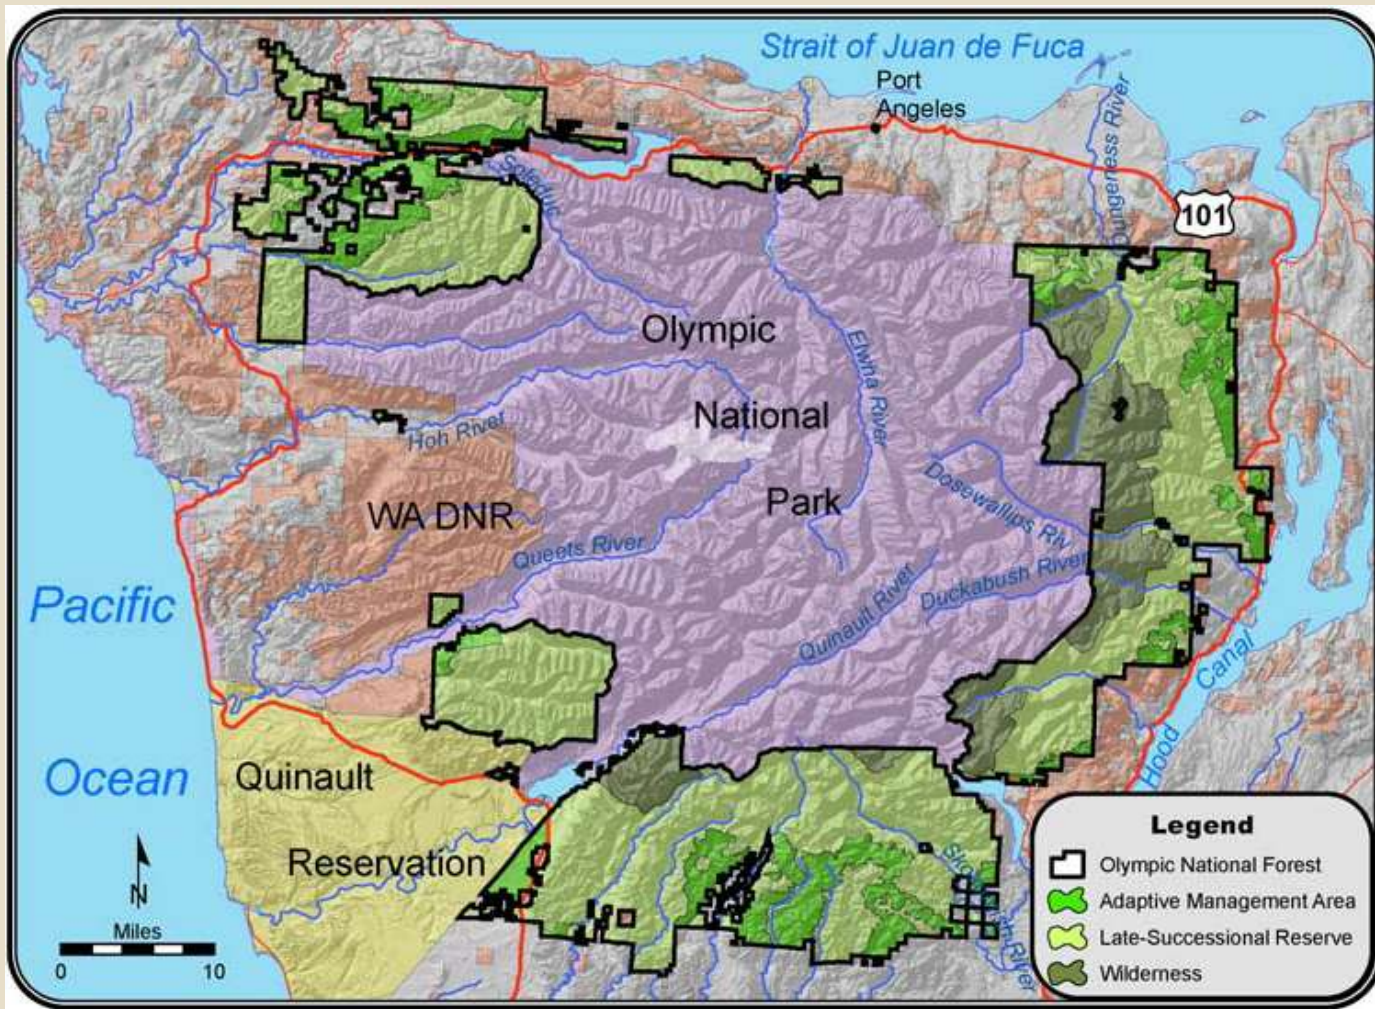 Strait of Juan de Fuca
Port
Angeles
Dungeness River
101
Soleduc
Olympic
Elwha River
National
Hoh River
Park
WA DNR
Dosewallips Riv
Queets River
Duckabush River
Quinault River
Pacific
Ocean
Hood Canal
Quinault
Reservation
N
Miles
0 10
Legend
Olympic National Forest
Adaptive Management Area
Late-Successional Reserve
Wilderness
River